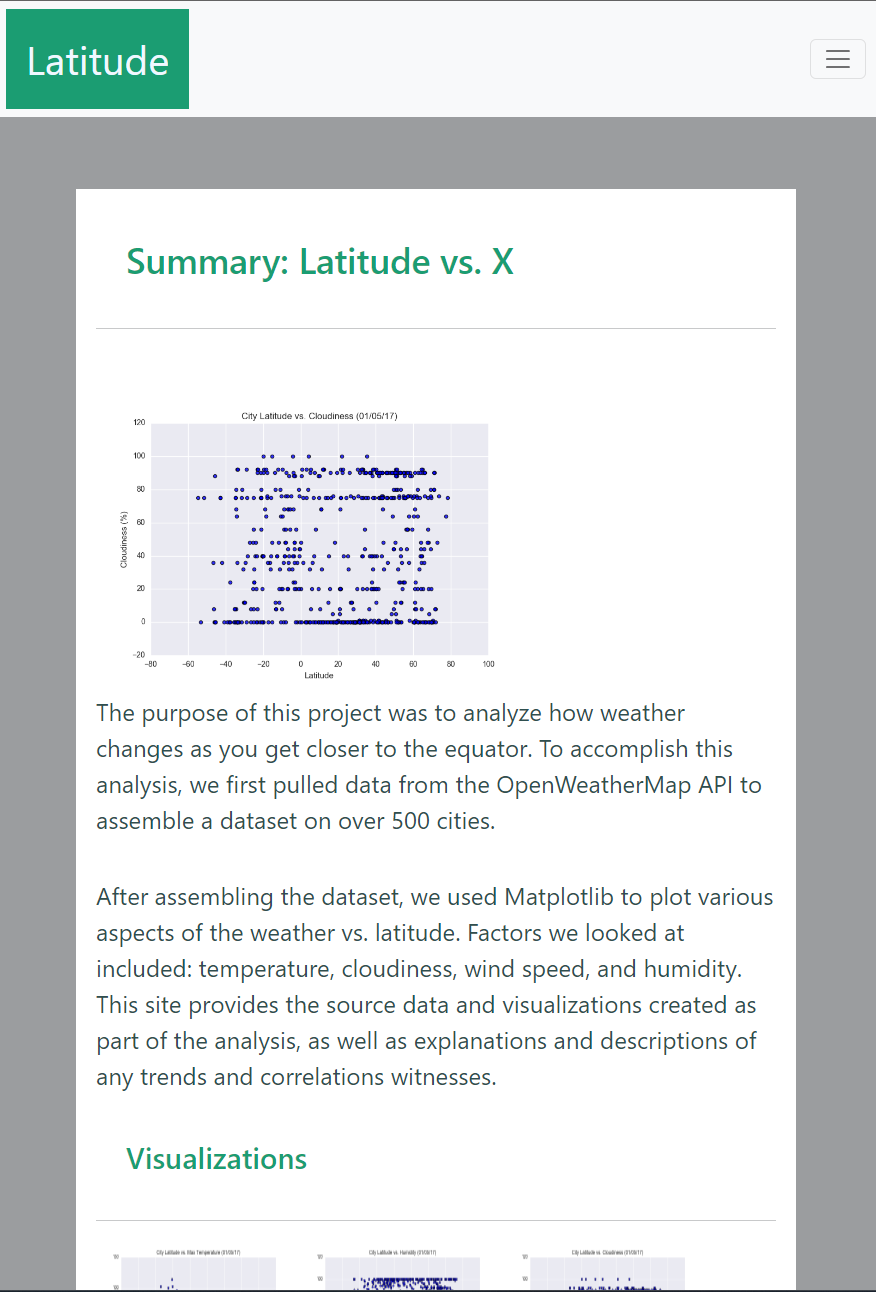 Latitude
Summary: Latitude vs. X
City Latitude vs. Cloudiness (01/05/17)
120
100
80
60
40
20
0
−20
Cloudiness (%)
−80 −60 −40 −20 0 20 40 60 80 100
Latitude
The purpose of this project was to analyze how weather
changes as you get closer to the equator. To accomplish this
analysis, we first pulled data from the OpenWeatherMap API to
assemble a dataset on over 500 cities.
After assembling the dataset, we used Matplotlib to plot various
aspects of the weather vs. latitude. Factors we looked at
included: temperature, cloudiness, wind speed, and humidity.
This site provides the source data and visualizations created as
part of the analysis, as well as explanations and descriptions of
any trends and correlations witnesses.
Visualizations
City Latitude vs. Max Temperature (01/05/17) City Latitude vs. Humidity (01/05/17) City Latitude vs. Cloudiness (01/05/17)